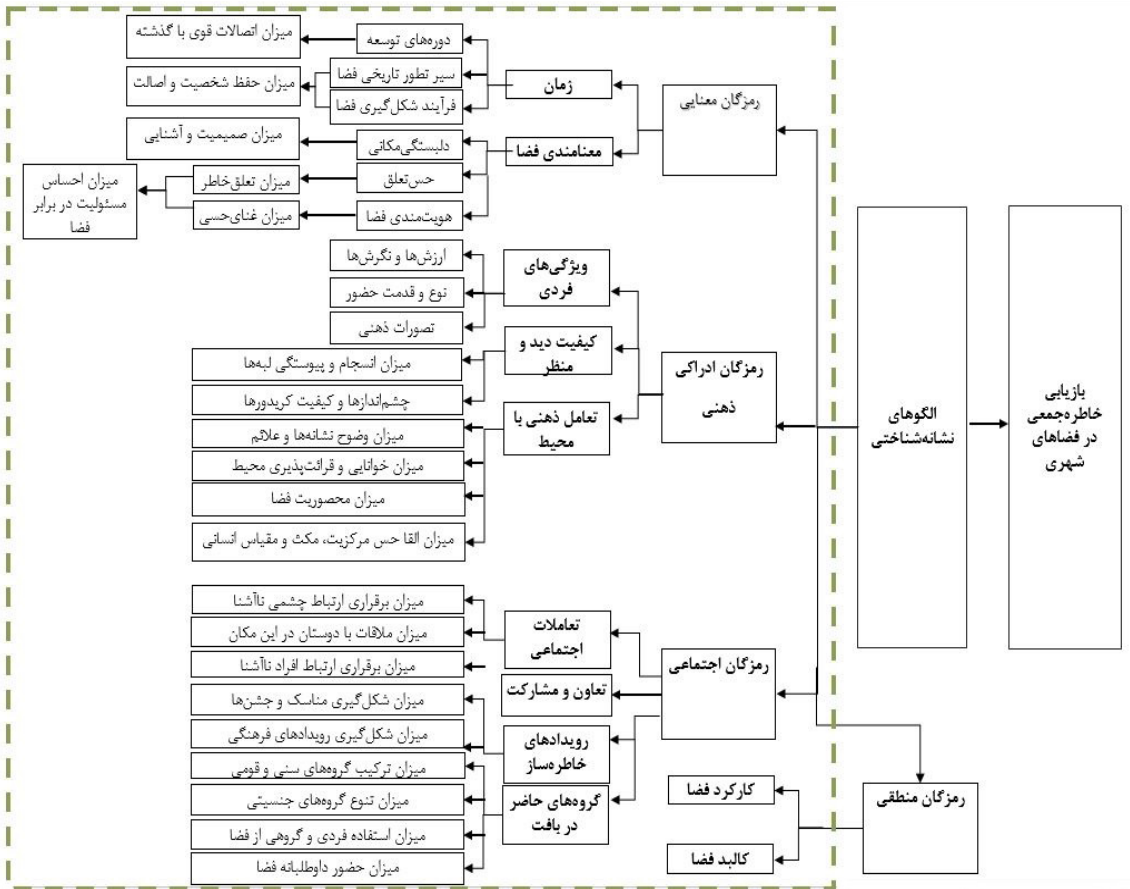 بازیابی
خاطره‌جمعی
در فضاهای
شهری
الگوهای
نشانه‌شناختی
رمزگان معنایی
زمان
دوره‌های توسعه
میزان اتصالات قوی با گذشته
سیر تطور تاریخی فضا
فرآیند شکل‌گیری فضا
میزان حفظ شخصیت و اصالت
معنامندی فضا
دلبستگی‌مکانی
میزان صمیمیت و آشنایی
حس‌تعلق
میزان تعلق‌خاطر
هویت‌مندی فضا
میزان غنای‌حسی
میزان احساس
مسئولیت در برابر
فضا
رمزگان ادراکی
ذهنی
ویژگی‌های
فردی
ارزش‌ها و نگرش‌ها
نوع و قدمت حضور
تصورات ذهنی
کیفیت دید و
منظر
میزان انسجام و پیوستگی لبه‌ها
چشم‌اندازها و کیفیت کریدورها
تعامل ذهنی با
محیط
میزان وضوح نشانه‌ها و علائم
میزان خوانایی و قرائت‌پذیری محیط
میزان محصوریت فضا
میزان القا حس مرکزیت، مکث و مقیاس انسانی
رمزگان اجتماعی
تعاملات
اجتماعی
میزان برقراری ارتباط چشمی ناآشنا
میزان ملاقات با دوستان در این مکان
میزان برقراری ارتباط افراد ناآشنا
تعاون و مشارکت
رویدادهای
خاطره‌ساز
میزان شکل‌گیری مناسک و جشن‌ها
میزان شکل‌گیری رویدادهای فرهنگی
گروه‌های حاضر
در بافت
میزان ترکیب گروه‌های سنی و قومی
میزان تنوع گروه‌های جنسیتی
میزان استفاده فردی و گروهی از فضا
میزان حضور داوطلبانه فضا
رمزگان منطقی
کارکرد فضا
کالبد فضا